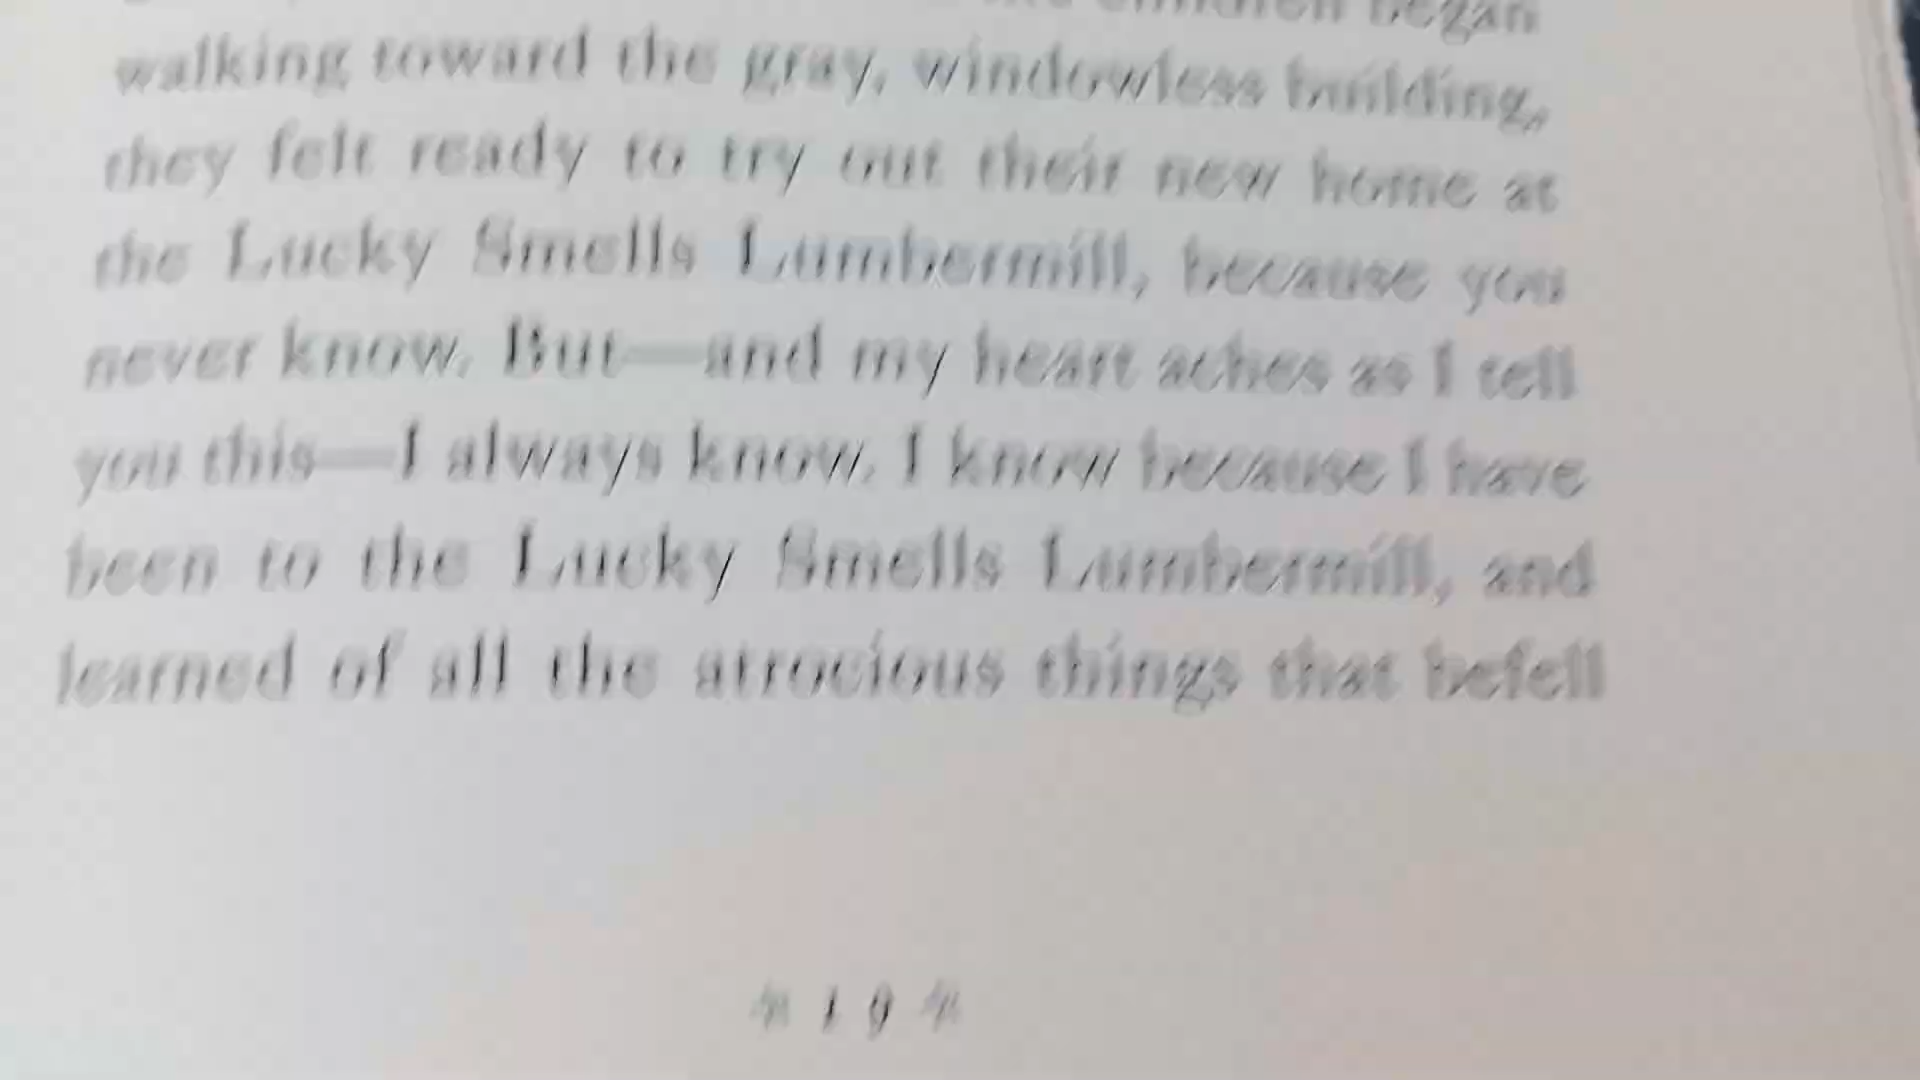 children began
walking toward the gray, windowless building,
they felt ready to try out their new home at
the Lucky Smells Lumbermill, because you
never know. But—and my heart aches as I tell
you this—I always know. I know because I have
been to the Lucky Smells Lumbermill, and
learned of all the atrocious things that befell
* 19 *